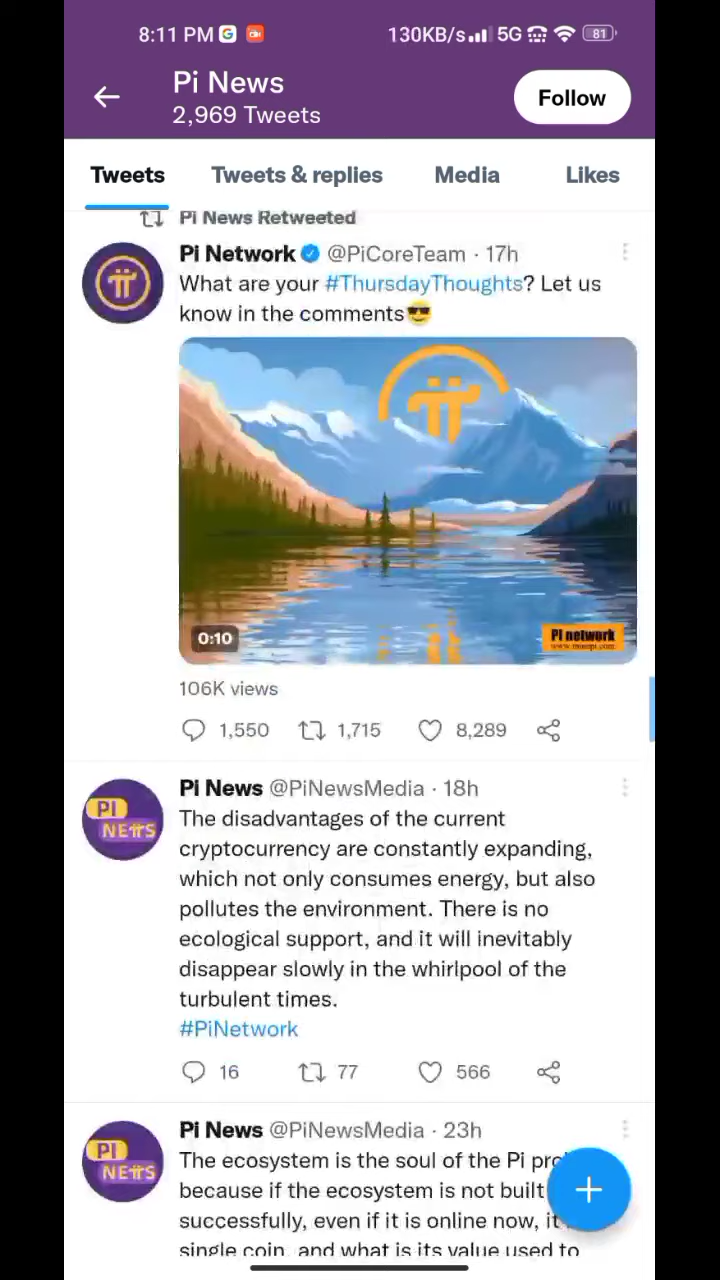 8:11 PM
130KB/s 5G 81
Pi News
2,969 Tweets
Follow
Tweets
Tweets & replies
Media
Likes
Pi News Retweeted
Pi Network @PiCoreTeam · 17h
What are your #ThursdayThoughts? Let us
know in the comments😎
0:10
PI network
106K views
1,550
1,715
8,289
Pi News @PiNewsMedia · 18h
PI
NEWS
The disadvantages of the current
cryptocurrency are constantly expanding,
which not only consumes energy, but also
pollutes the environment. There is no
ecological support, and it will inevitably
disappear slowly in the whirlpool of the
turbulent times.
#PiNetwork
16
77
566
Pi News @PiNewsMedia · 23h
PI
NEWS
The ecosystem is the soul of the Pi
because if the ecosystem is not built
successfully, even if it is online now, it
single coin, and what is its value used to